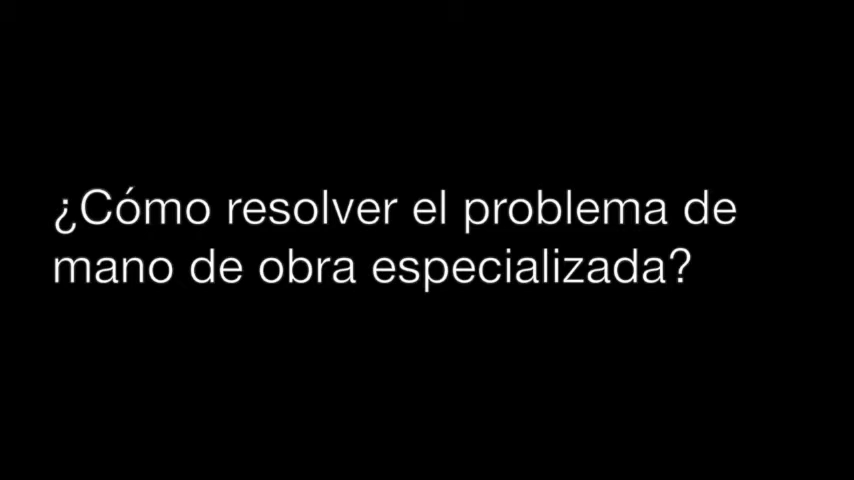 ¿Cómo resolver el problema de
mano de obra especializada?